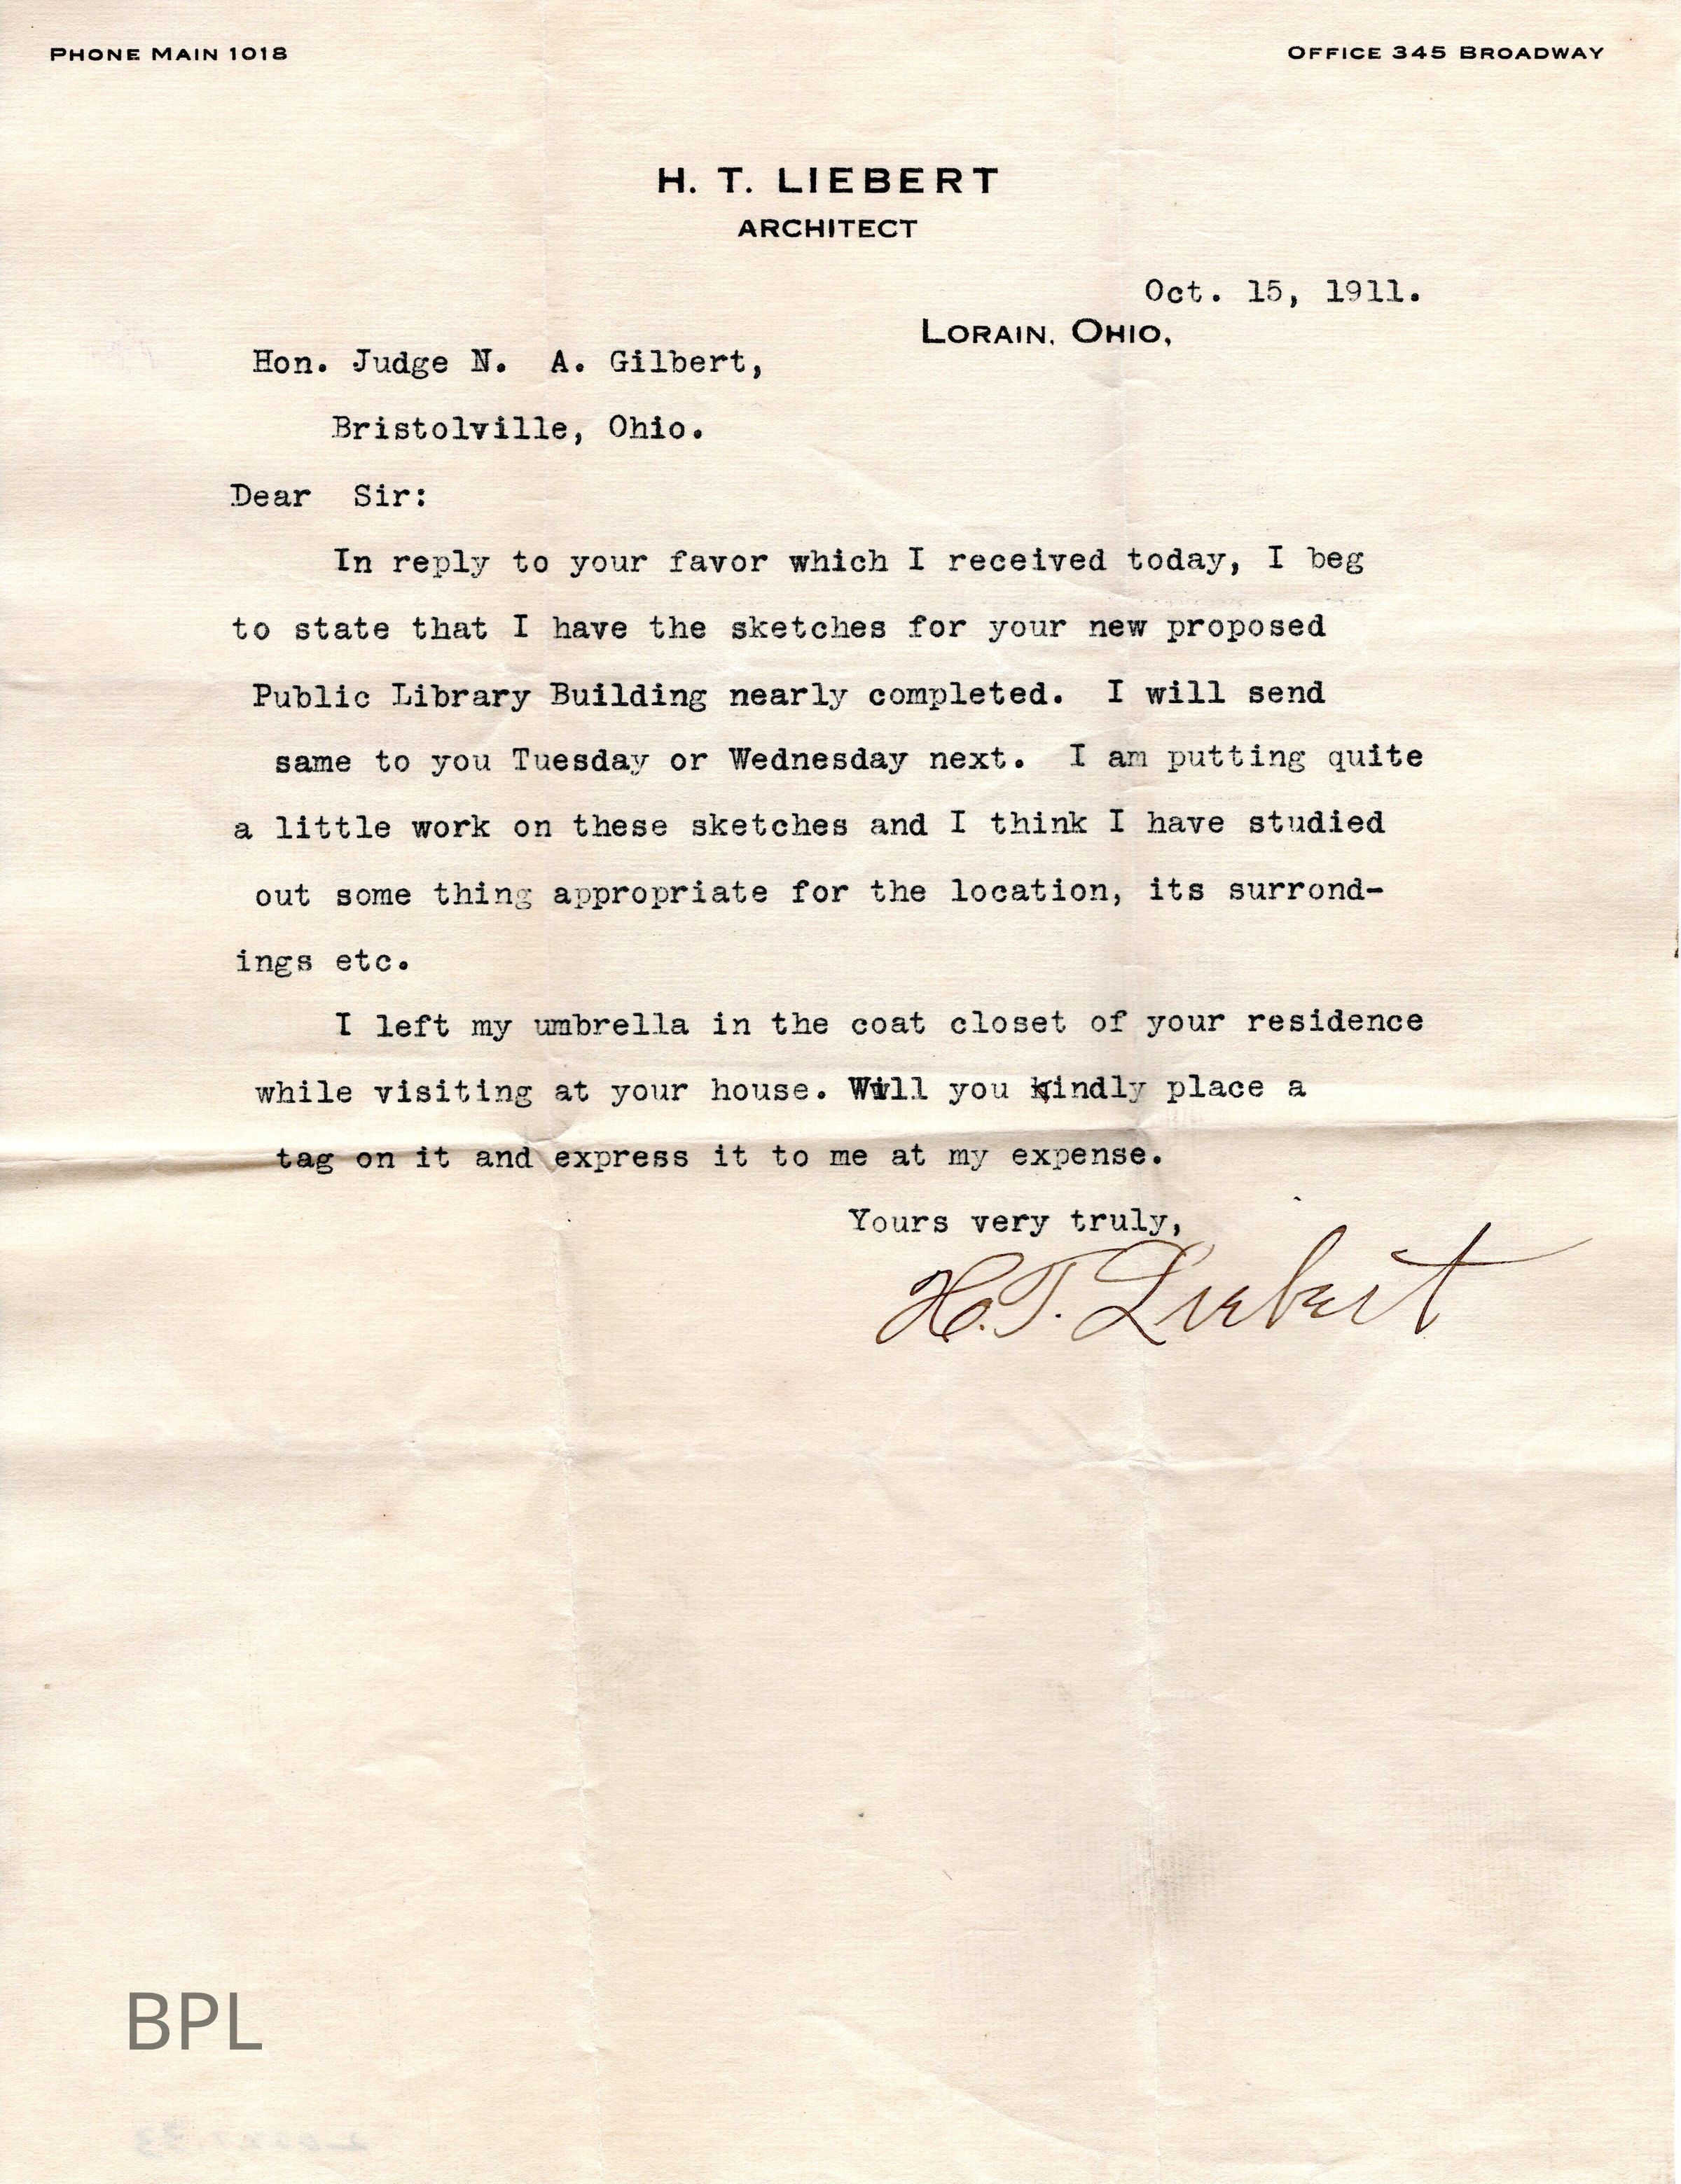 PHONE MAIN 1018
OFFICE 345 BROADWAY
H. T. LIEBERT
ARCHITECT
Oct. 15, 1911.
LORAIN, OHIO,
Hon. Judge N. A. Gilbert,
Bristolville, Ohio.
Dear Sir:
In reply to your favor which I received today, I beg
to state that I have the sketches for your new proposed
Public Library Building nearly completed. I will send
same to you Tuesday or Wednesday next. I am putting quite
a little work on these sketches and I think I have studied
out some thing appropriate for the location, its surrond-
ings etc.
I left my umbrella in the coat closet of your residence
while visiting at your house. Will you kindly place a
tag on it and express it to me at my expense.
Yours very truly,
H. T. Liebert
BPL